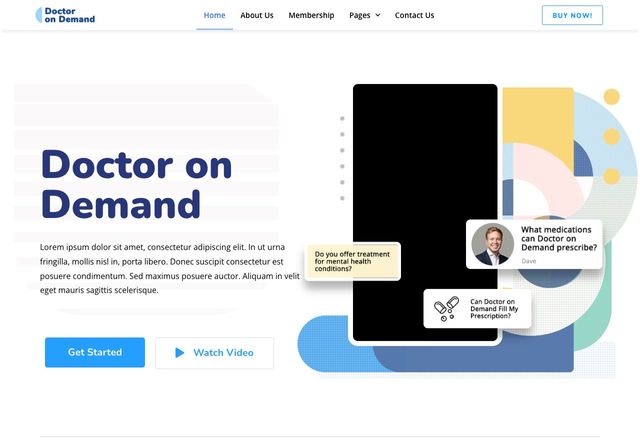 Doctor
on Demand
Home
About Us
Membership
Pages
Contact Us
BUY NOW!
Doctor on
Demand
Lorem ipsum dolor sit amet, consectetur adipiscing elit. In ut urna
fringilla, mollis nisl in, porta libero. Donec suscipit consectetur est
posuere condimentum. Sed maximus posuere auctor. Aliquam in velit
eget mauris sagittis scelerisque.
Get Started
Watch Video
What medications
can Doctor on
Demand prescribe?
Dave
Do you offer treatment
for mental health
conditions?
Can Doctor on
Demand Fill My
Prescription?